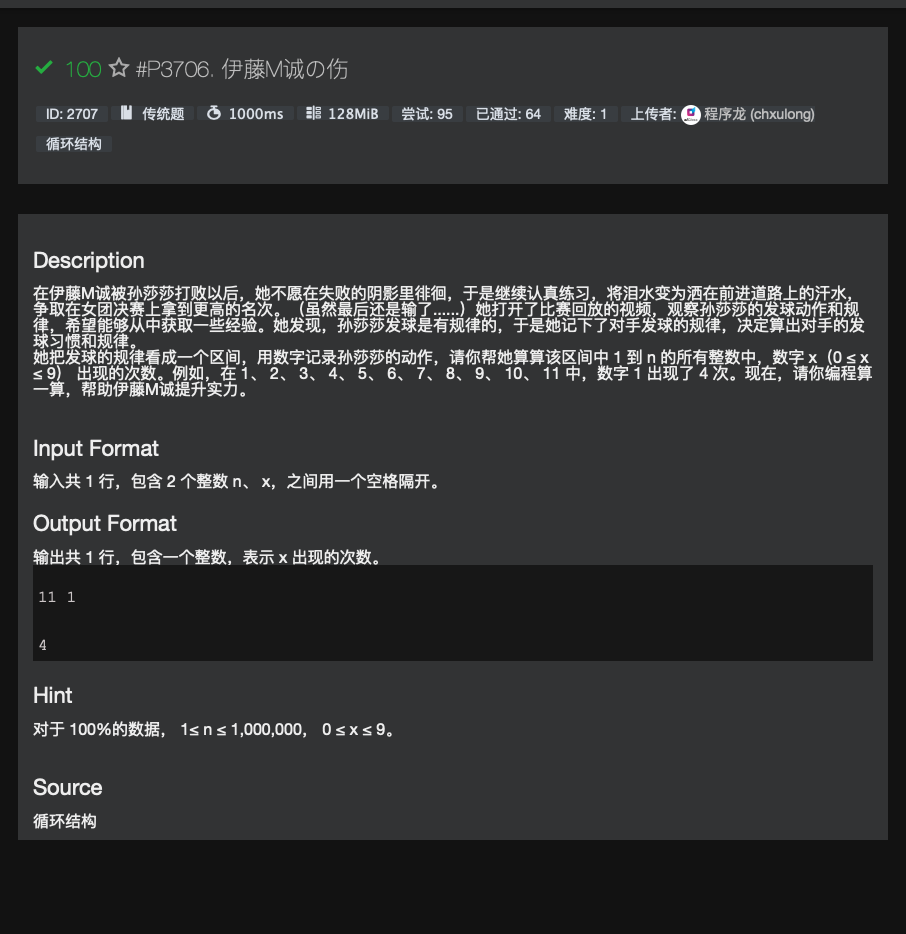 100 #P3706. 伊藤M诚の伤
ID: 2707 传统题 1000ms 128MiB 尝试: 95 已通过: 64 难度: 1 上传者: 程序龙 (chxulong)
循环结构
Description
在伊藤M诚被孙莎莎打败以后，她不愿在失败的阴影里徘徊，于是继续认真练习，将泪水变为洒在前进道路上的汗水，
争取在女团决赛上拿到更高的名次。（虽然最后还是输了......）她打开了比赛回放的视频，观察孙莎莎的发球动作和规
律，希望能够从中获取一些经验。她发现，孙莎莎发球是有规律的，于是她记下了对手发球的规律，决定算出对手的发
球习惯和规律。
她把发球的规律看成一个区间，用数字记录孙莎莎的动作，请你帮她算算该区间中 1 到 n 的所有整数中，数字 x（0 ≤ x
≤ 9） 出现的次数。例如，在 1、 2、 3、 4、 5、 6、 7、 8、 9、 10、 11 中，数字 1 出现了 4 次。现在，请你编程算
一算，帮助伊藤M诚提升实力。
Input Format
输入共 1 行，包含 2 个整数 n、 x，之间用一个空格隔开。
Output Format
输出共 1 行，包含一个整数，表示 x 出现的次数。
11 1
4
Hint
对于 100%的数据， 1≤ n ≤ 1,000,000， 0 ≤ x ≤ 9。
Source
循环结构